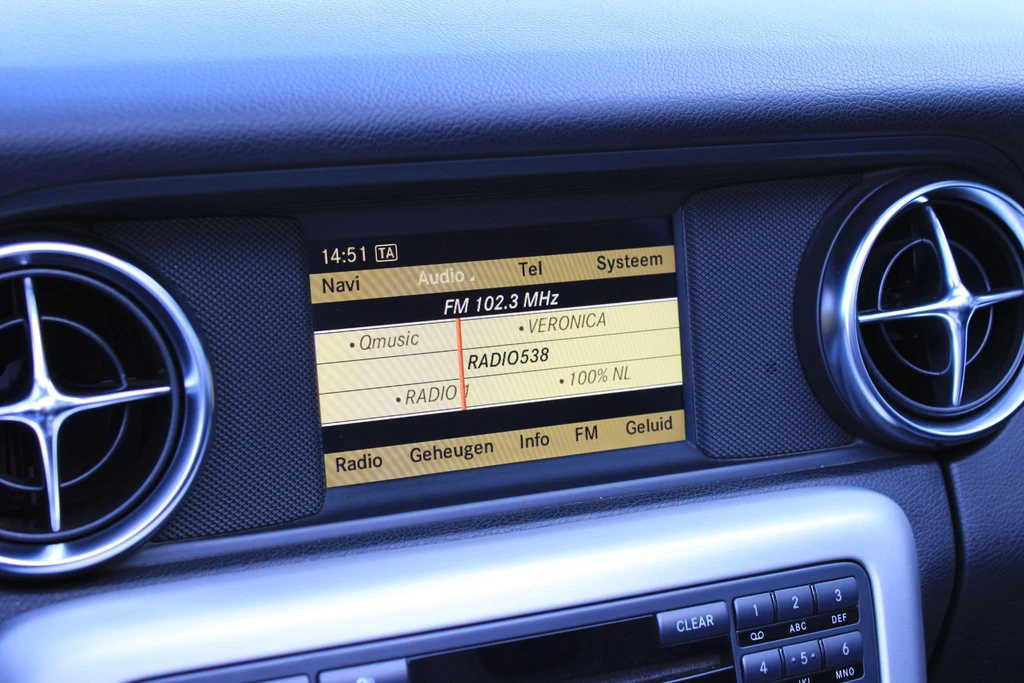 14:51 TA
Navi Audio Tel Systeem
FM 102.3 MHz
•Qmusic •VERONICA
RADIO538
•RADIO 1 •100% NL
Radio Geheugen Info FM Geluid
CLEAR 1 2 3
ABC DEF
4 •5• 6
MNO